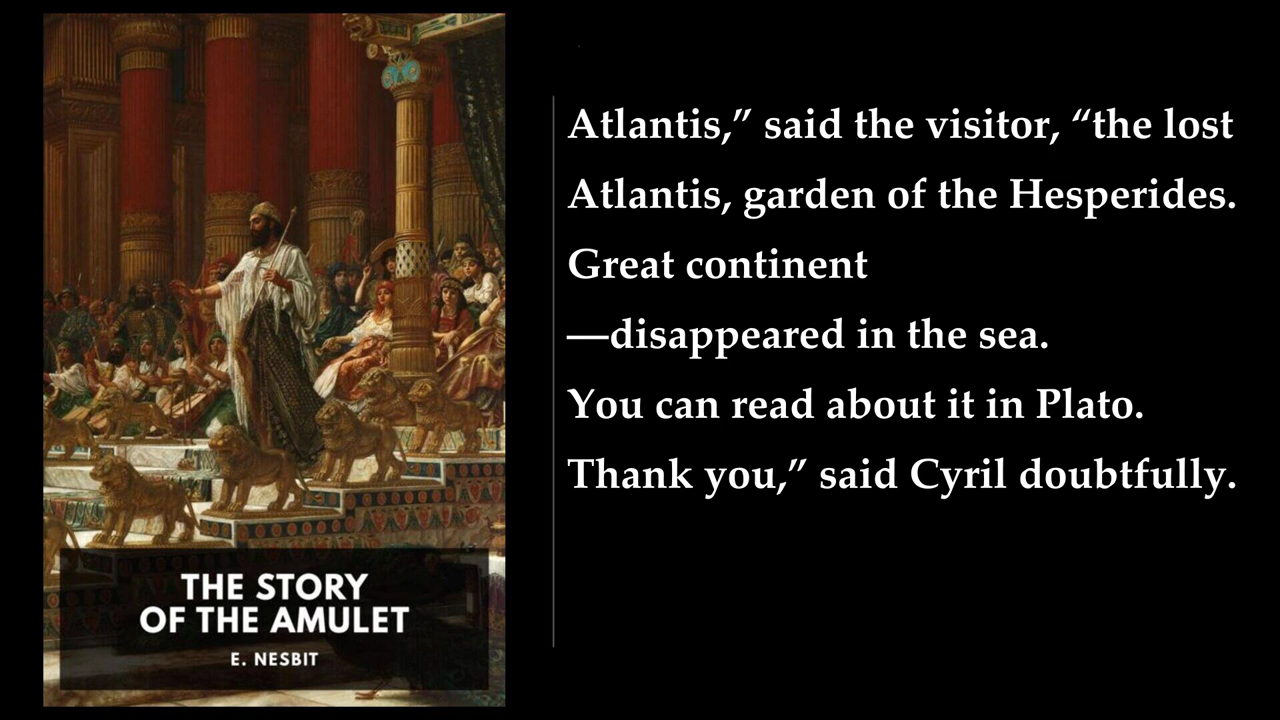 Atlantis,” said the visitor, “the lost
Atlantis, garden of the Hesperides.
Great continent
—disappeared in the sea.
You can read about it in Plato.
Thank you,” said Cyril doubtfully.
THE STORY
OF THE AMULET
E. NESBIT